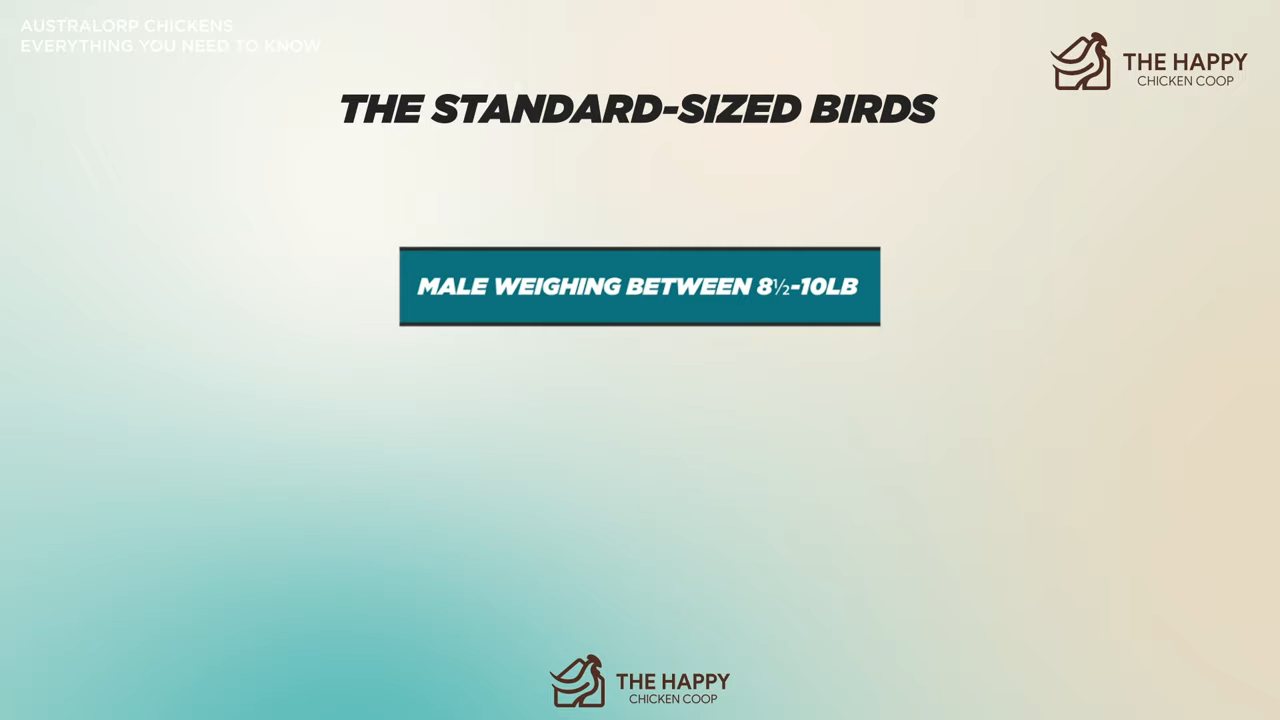 AUSTRALORP CHICKENS
EVERYTHING YOU NEED TO KNOW
THE HAPPY
CHICKEN COOP
THE STANDARD-SIZED BIRDS
MALE WEIGHING BETWEEN 8½-10LB
THE HAPPY
CHICKEN COOP